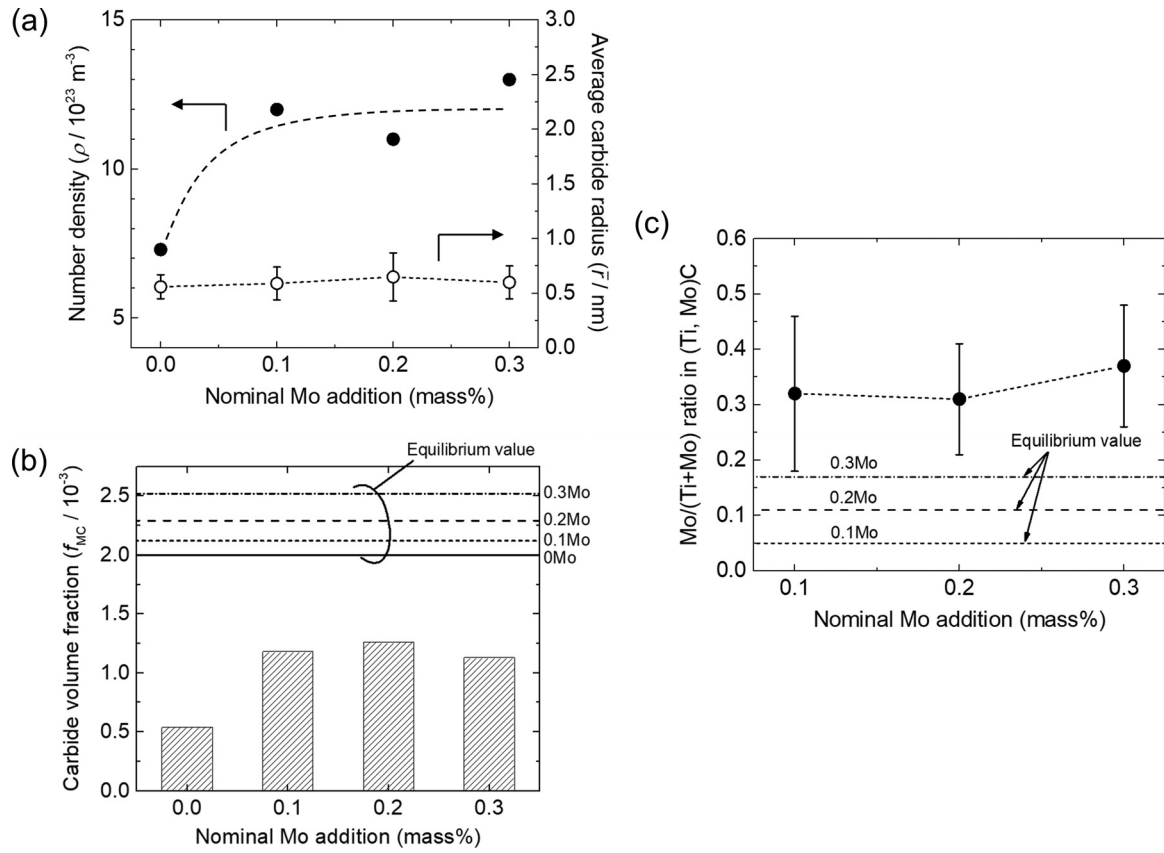 (a)
15
10
5
Number density (ρ / 10²³ m⁻³)
3.0
2.5
2.0
1.5
1.0
0.5
0.0
Average carbide radius (r̄ / nm)
0.0 0.1 0.2 0.3
Nominal Mo addition (mass%)
(b)
Equilibrium value
2.5
2.0
1.5
1.0
0.5
0.0
Carbide volume fraction (f_MC / 10⁻³)
0.3Mo
0.2Mo
0.1Mo
0Mo
0.0 0.1 0.2 0.3
Nominal Mo addition (mass%)
(c)
0.6
0.5
0.4
0.3
0.2
0.1
0.0
Mo/(Ti+Mo) ratio in (Ti, Mo)C
Equilibrium value
0.3Mo
0.2Mo
0.1Mo
0.1 0.2 0.3
Nominal Mo addition (mass%)